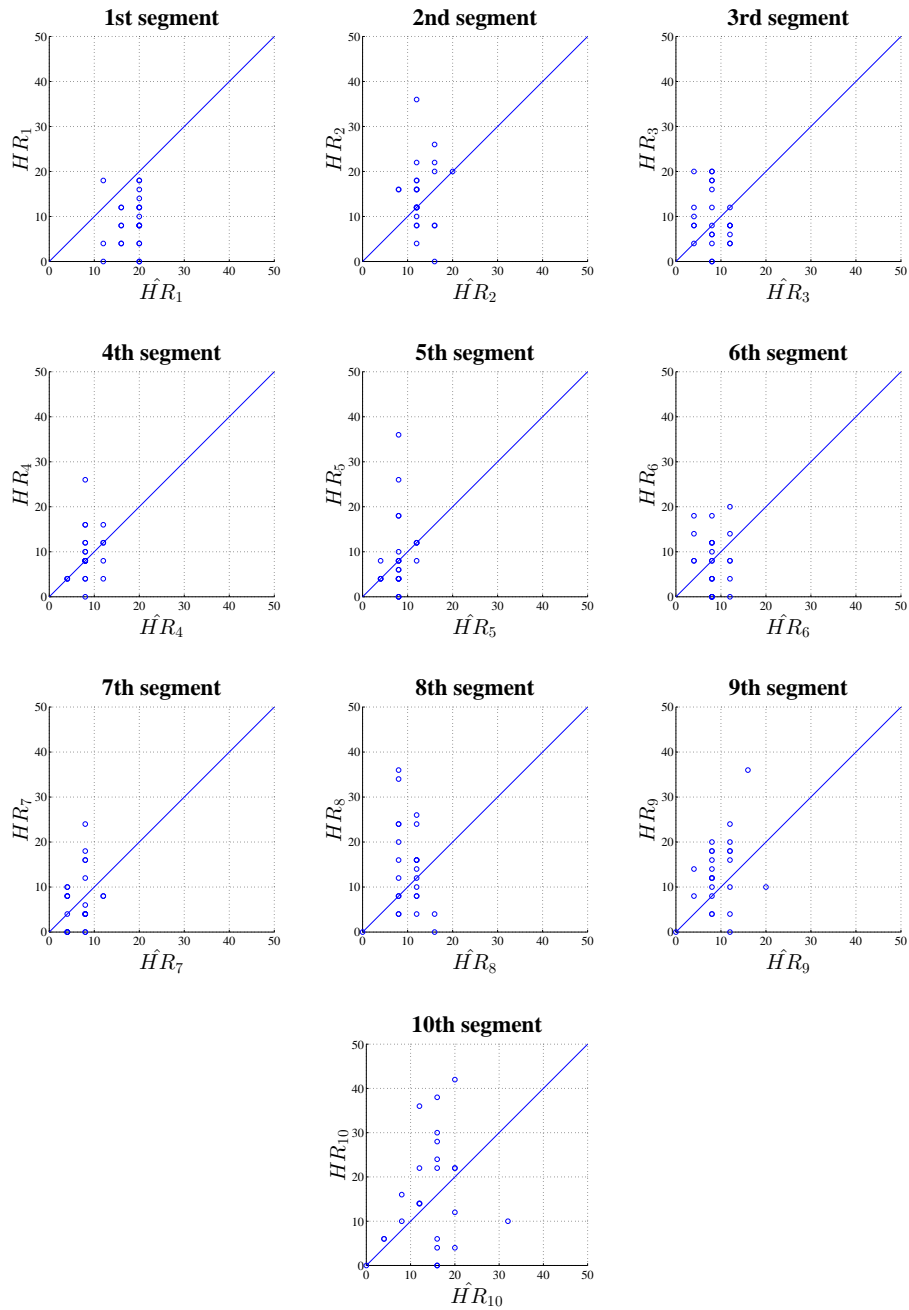 1st segment
50
40
30
20
10
0
HR₁
0 10 20 30 40 50
ĤR₁
2nd segment
50
40
30
20
10
0
HR₂
0 10 20 30 40 50
ĤR₂
3rd segment
50
40
30
20
10
0
HR₃
0 10 20 30 40 50
ĤR₃
4th segment
50
40
30
20
10
0
HR₄
0 10 20 30 40 50
ĤR₄
5th segment
50
40
30
20
10
0
HR₅
0 10 20 30 40 50
ĤR₅
6th segment
50
40
30
20
10
0
HR₆
0 10 20 30 40 50
ĤR₆
7th segment
50
40
30
20
10
0
HR₇
0 10 20 30 40 50
ĤR₇
8th segment
50
40
30
20
10
0
HR₈
0 10 20 30 40 50
ĤR₈
9th segment
50
40
30
20
10
0
HR₉
0 10 20 30 40 50
ĤR₉
10th segment
50
40
30
20
10
0
HR₁₀
0 10 20 30 40 50
ĤR₁₀